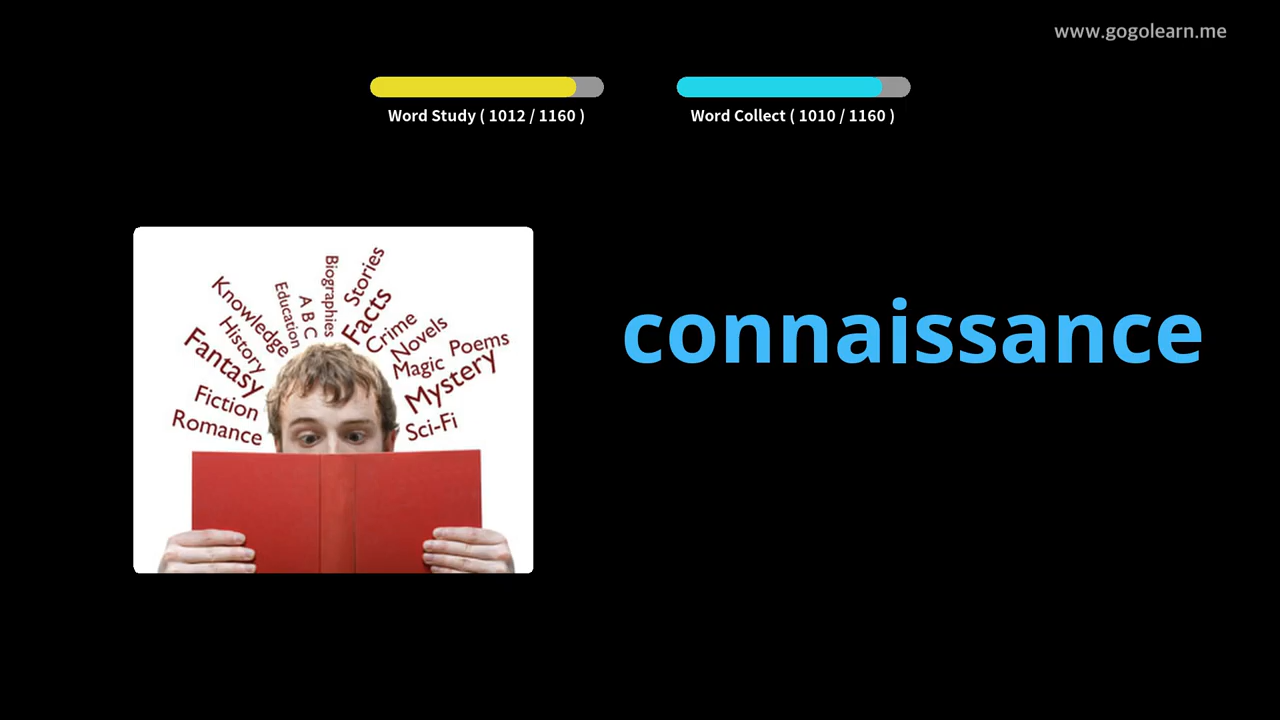 www.gogolearn.me
Word Study ( 1012 / 1160 )
Word Collect ( 1010 / 1160 )
connaissance
Romance
Fiction
Fantasy
History
Knowledge
Education
A B C
Biographies
Stories
Facts
Crime
Novels
Magic
Poems
Mystery
Sci-Fi